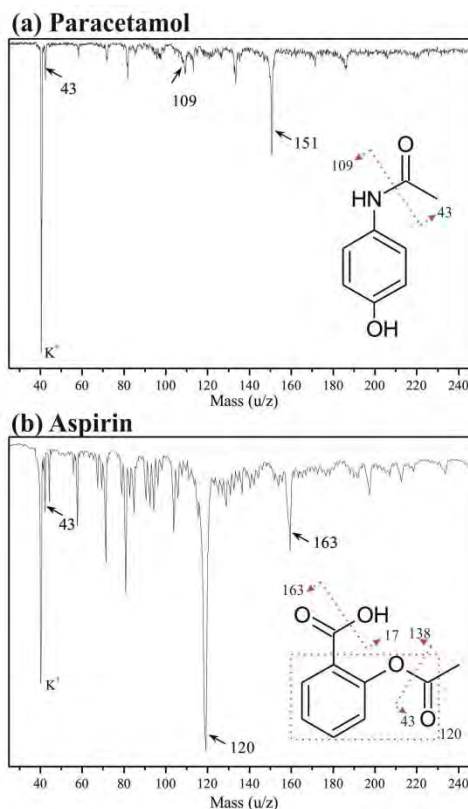 (a) Paracetamol
43
109
151
O
109
43
HN
OH
K⁺
40 60 80 100 120 140 160 180 200 220 240
Mass (u/z)
(b) Aspirin
43
163
163
O
OH
17
138
O
43
O
120
K⁺
120
40 60 80 100 120 140 160 180 200 220 240
Mass (u/z)